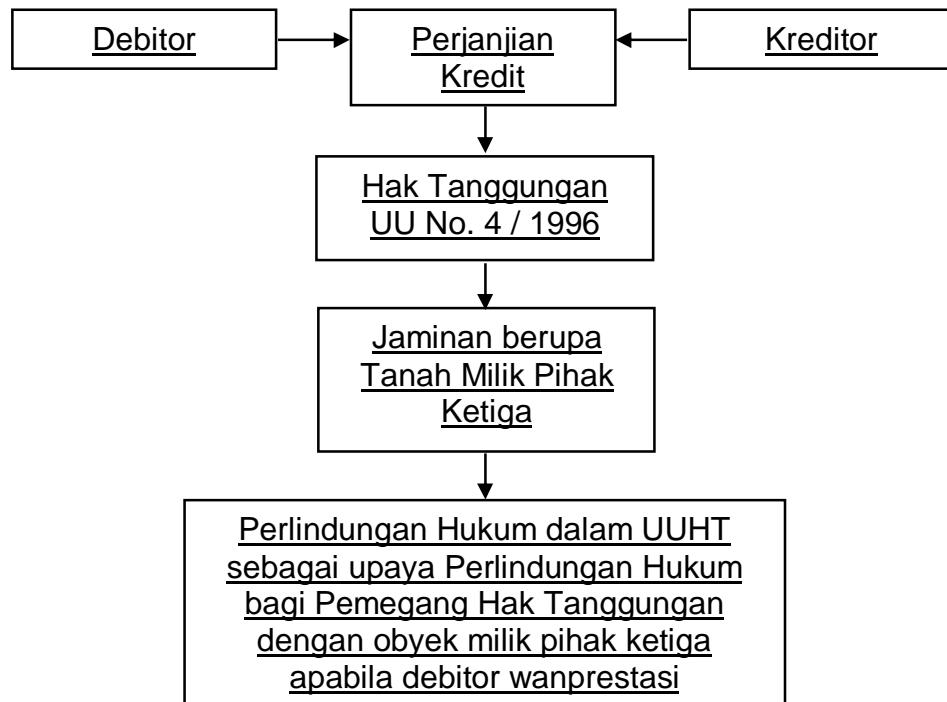 Debitor
Perjanjian
Kredit
Kreditor
Hak Tanggungan
UU No. 4 / 1996
Jaminan berupa
Tanah Milik Pihak
Ketiga
Perlindungan Hukum dalam UUHT
sebagai upaya Perlindungan Hukum
bagi Pemegang Hak Tanggungan
dengan obyek milik pihak ketiga
apabila debitor wanprestasi